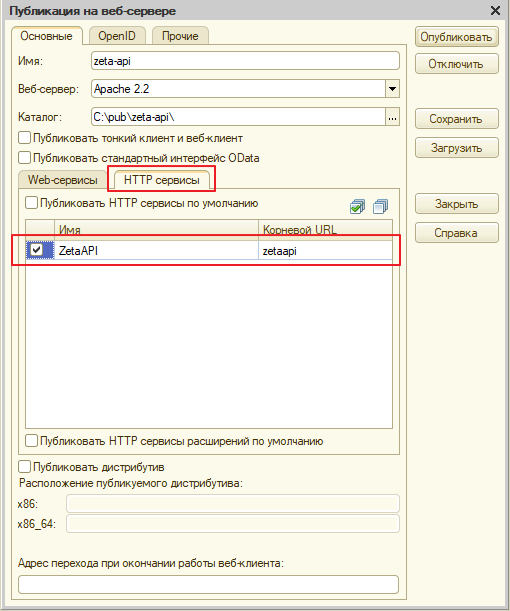 Публикация на веб-сервере
Основные OpenID Прочие
Опубликовать
Имя: zeta-api
Отключить
Веб-сервер: Apache 2.2
Каталог: C:\pub\zeta-api\ ...
Сохранить
Публиковать тонкий клиент и веб-клиент
Загрузить
Публиковать стандартный интерфейс OData
Web-сервисы HTTP сервисы
Публиковать HTTP сервисы по умолчанию
Закрыть
Имя Корневой URL
Справка
ZetaAPI zetaapi
Публиковать HTTP сервисы расширений по умолчанию
Публиковать дистрибутив
Расположение публикуемого дистрибутива:
x86:
x86_64:
Адрес перехода при окончании работы веб-клиента: